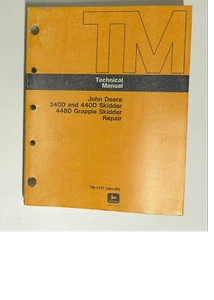 TM
Technical
Manual
John Deere
340D and 440D Skidder
448D Grapple Skidder
Repair